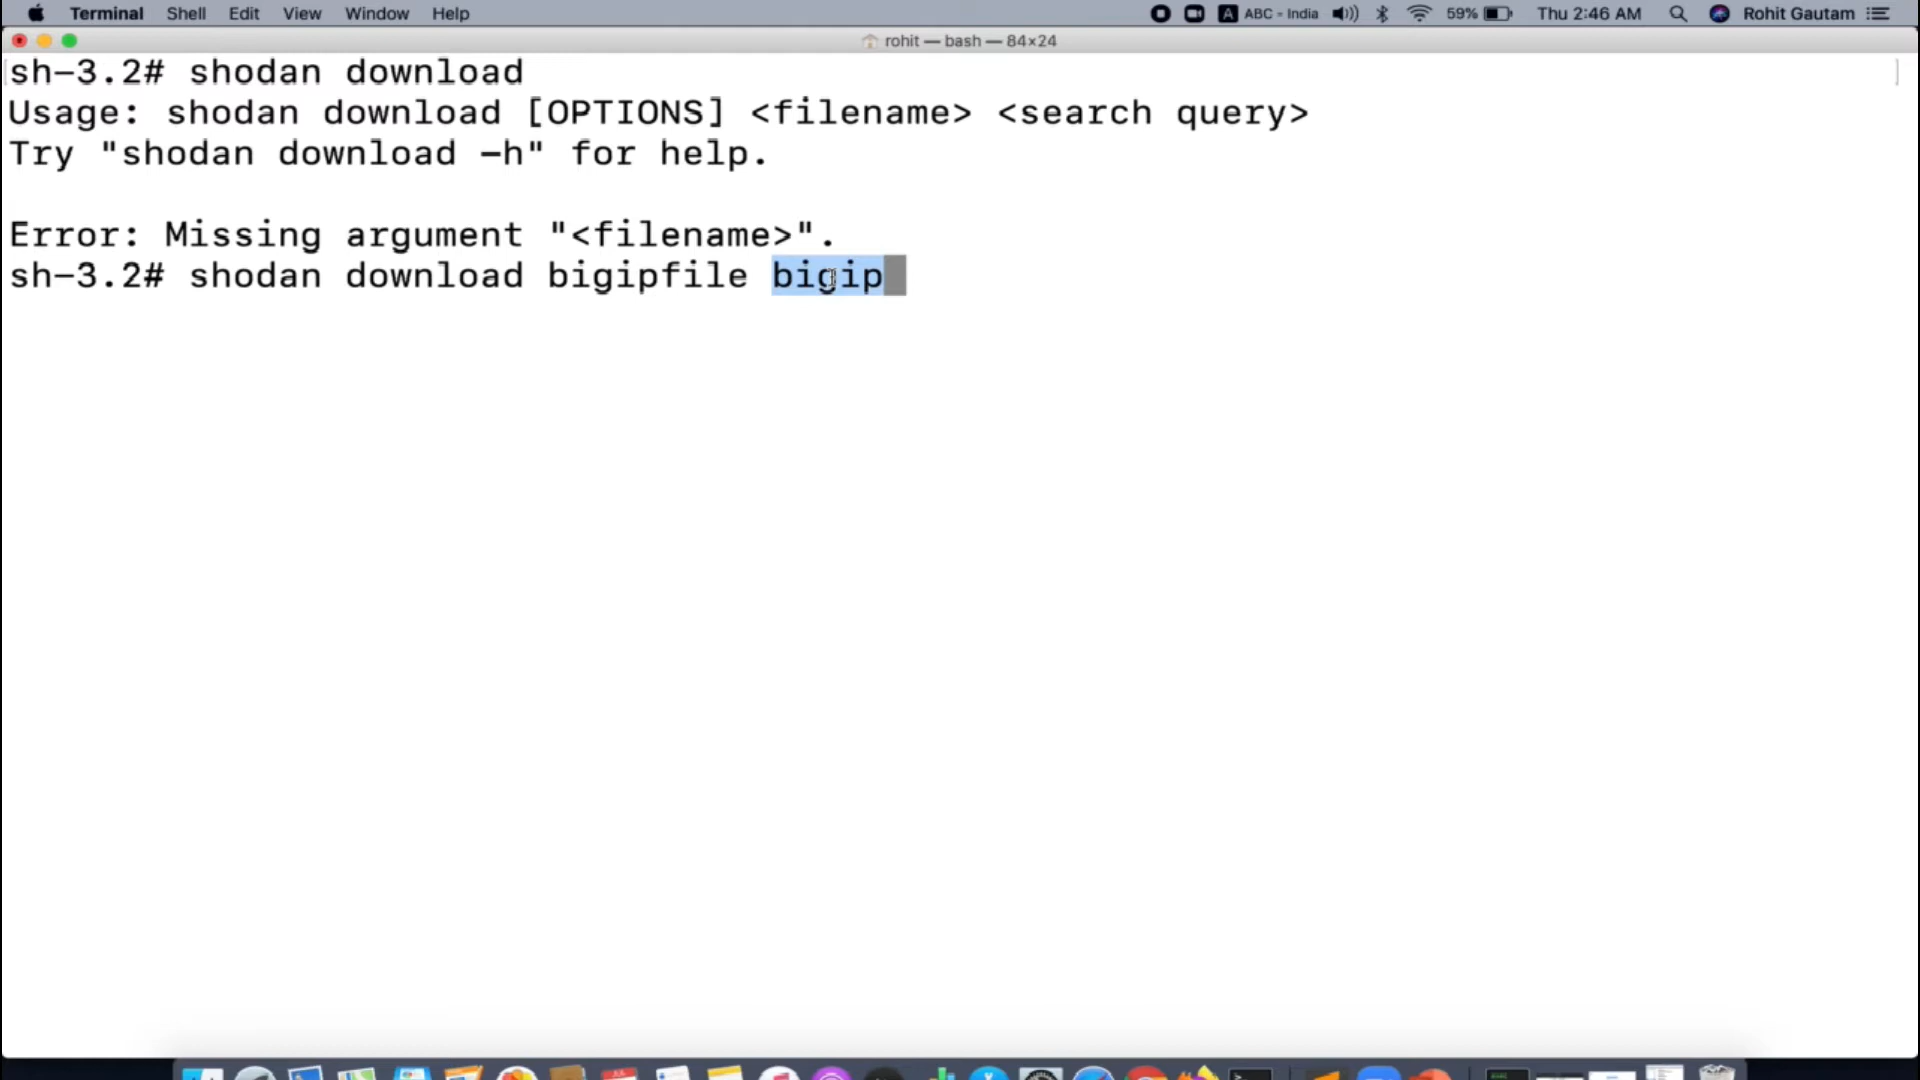 Terminal Shell Edit View Window Help A ABC - India 59% Thu 2:46 AM Rohit Gautam
rohit — bash — 84×24
sh-3.2# shodan download
Usage: shodan download [OPTIONS] <filename> <search query>
Try "shodan download -h" for help.
Error: Missing argument "<filename>".
sh-3.2# shodan download bigipfile bigip